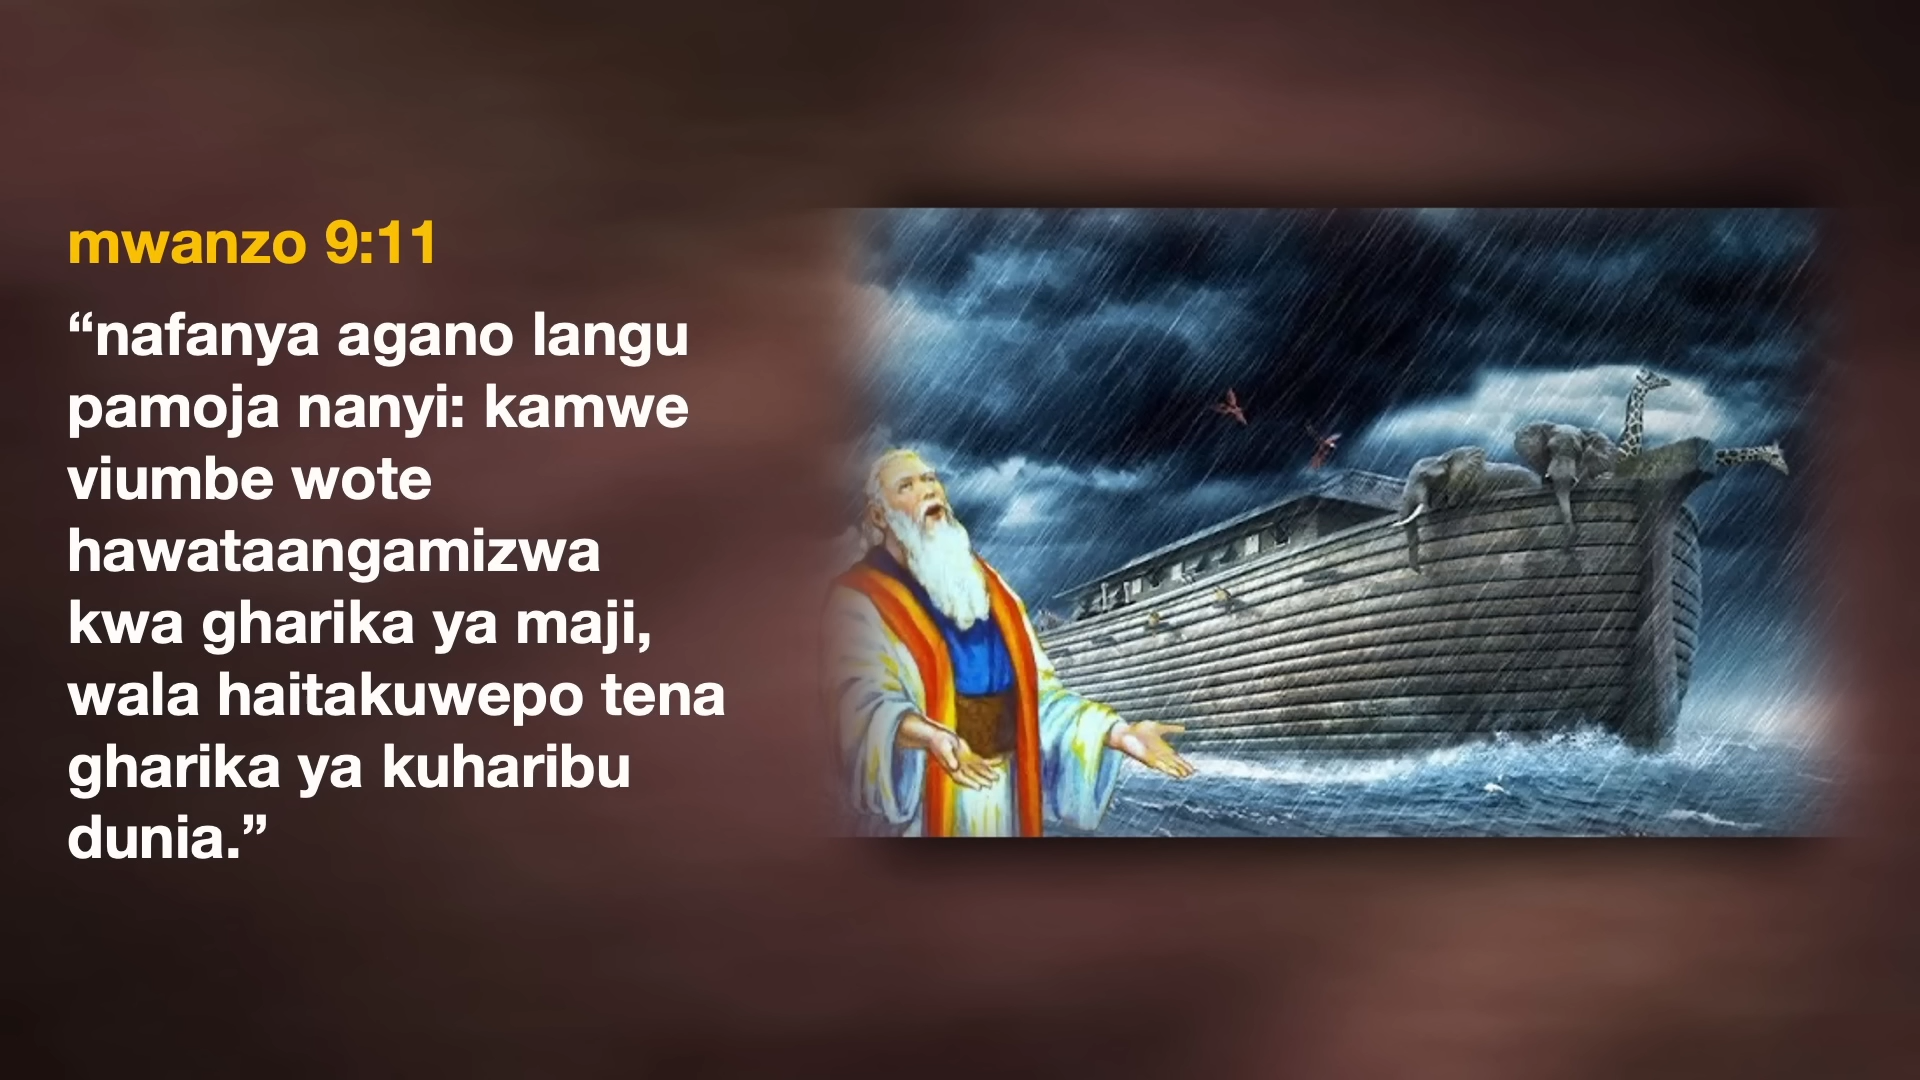 mwanzo 9:11
“nafanya agano langu
pamoja nanyi: kamwe
viumbe wote
hawataangamizwa
kwa gharika ya maji,
wala haitakuwepo tena
gharika ya kuharibu
dunia.”